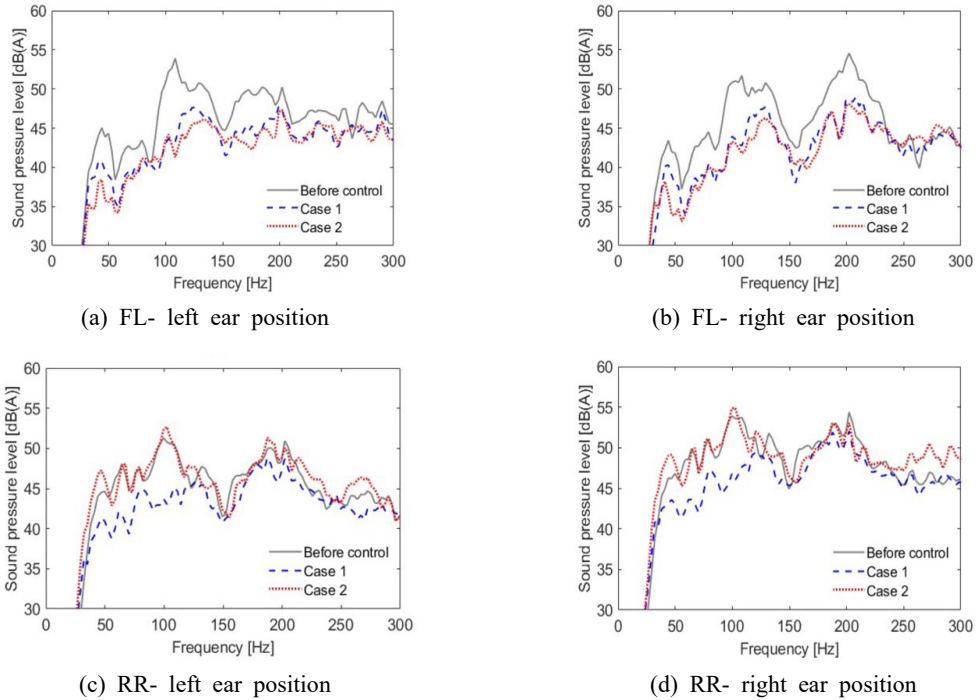 60
55
50
45
40
35
30
Sound pressure level [dB(A)]
Before control
Case 1
Case 2
0 50 100 150 200 250 300
Frequency [Hz]
(a) FL- left ear position
60
55
50
45
40
35
30
Sound pressure level [dB(A)]
Before control
Case 1
Case 2
0 50 100 150 200 250 300
Frequency [Hz]
(b) FL- right ear position
60
55
50
45
40
35
30
Sound pressure level [dB(A)]
Before control
Case 1
Case 2
0 50 100 150 200 250 300
Frequency [Hz]
(c) RR- left ear position
60
55
50
45
40
35
30
Sound pressure level [dB(A)]
Before control
Case 1
Case 2
0 50 100 150 200 250 300
Frequency [Hz]
(d) RR- right ear position